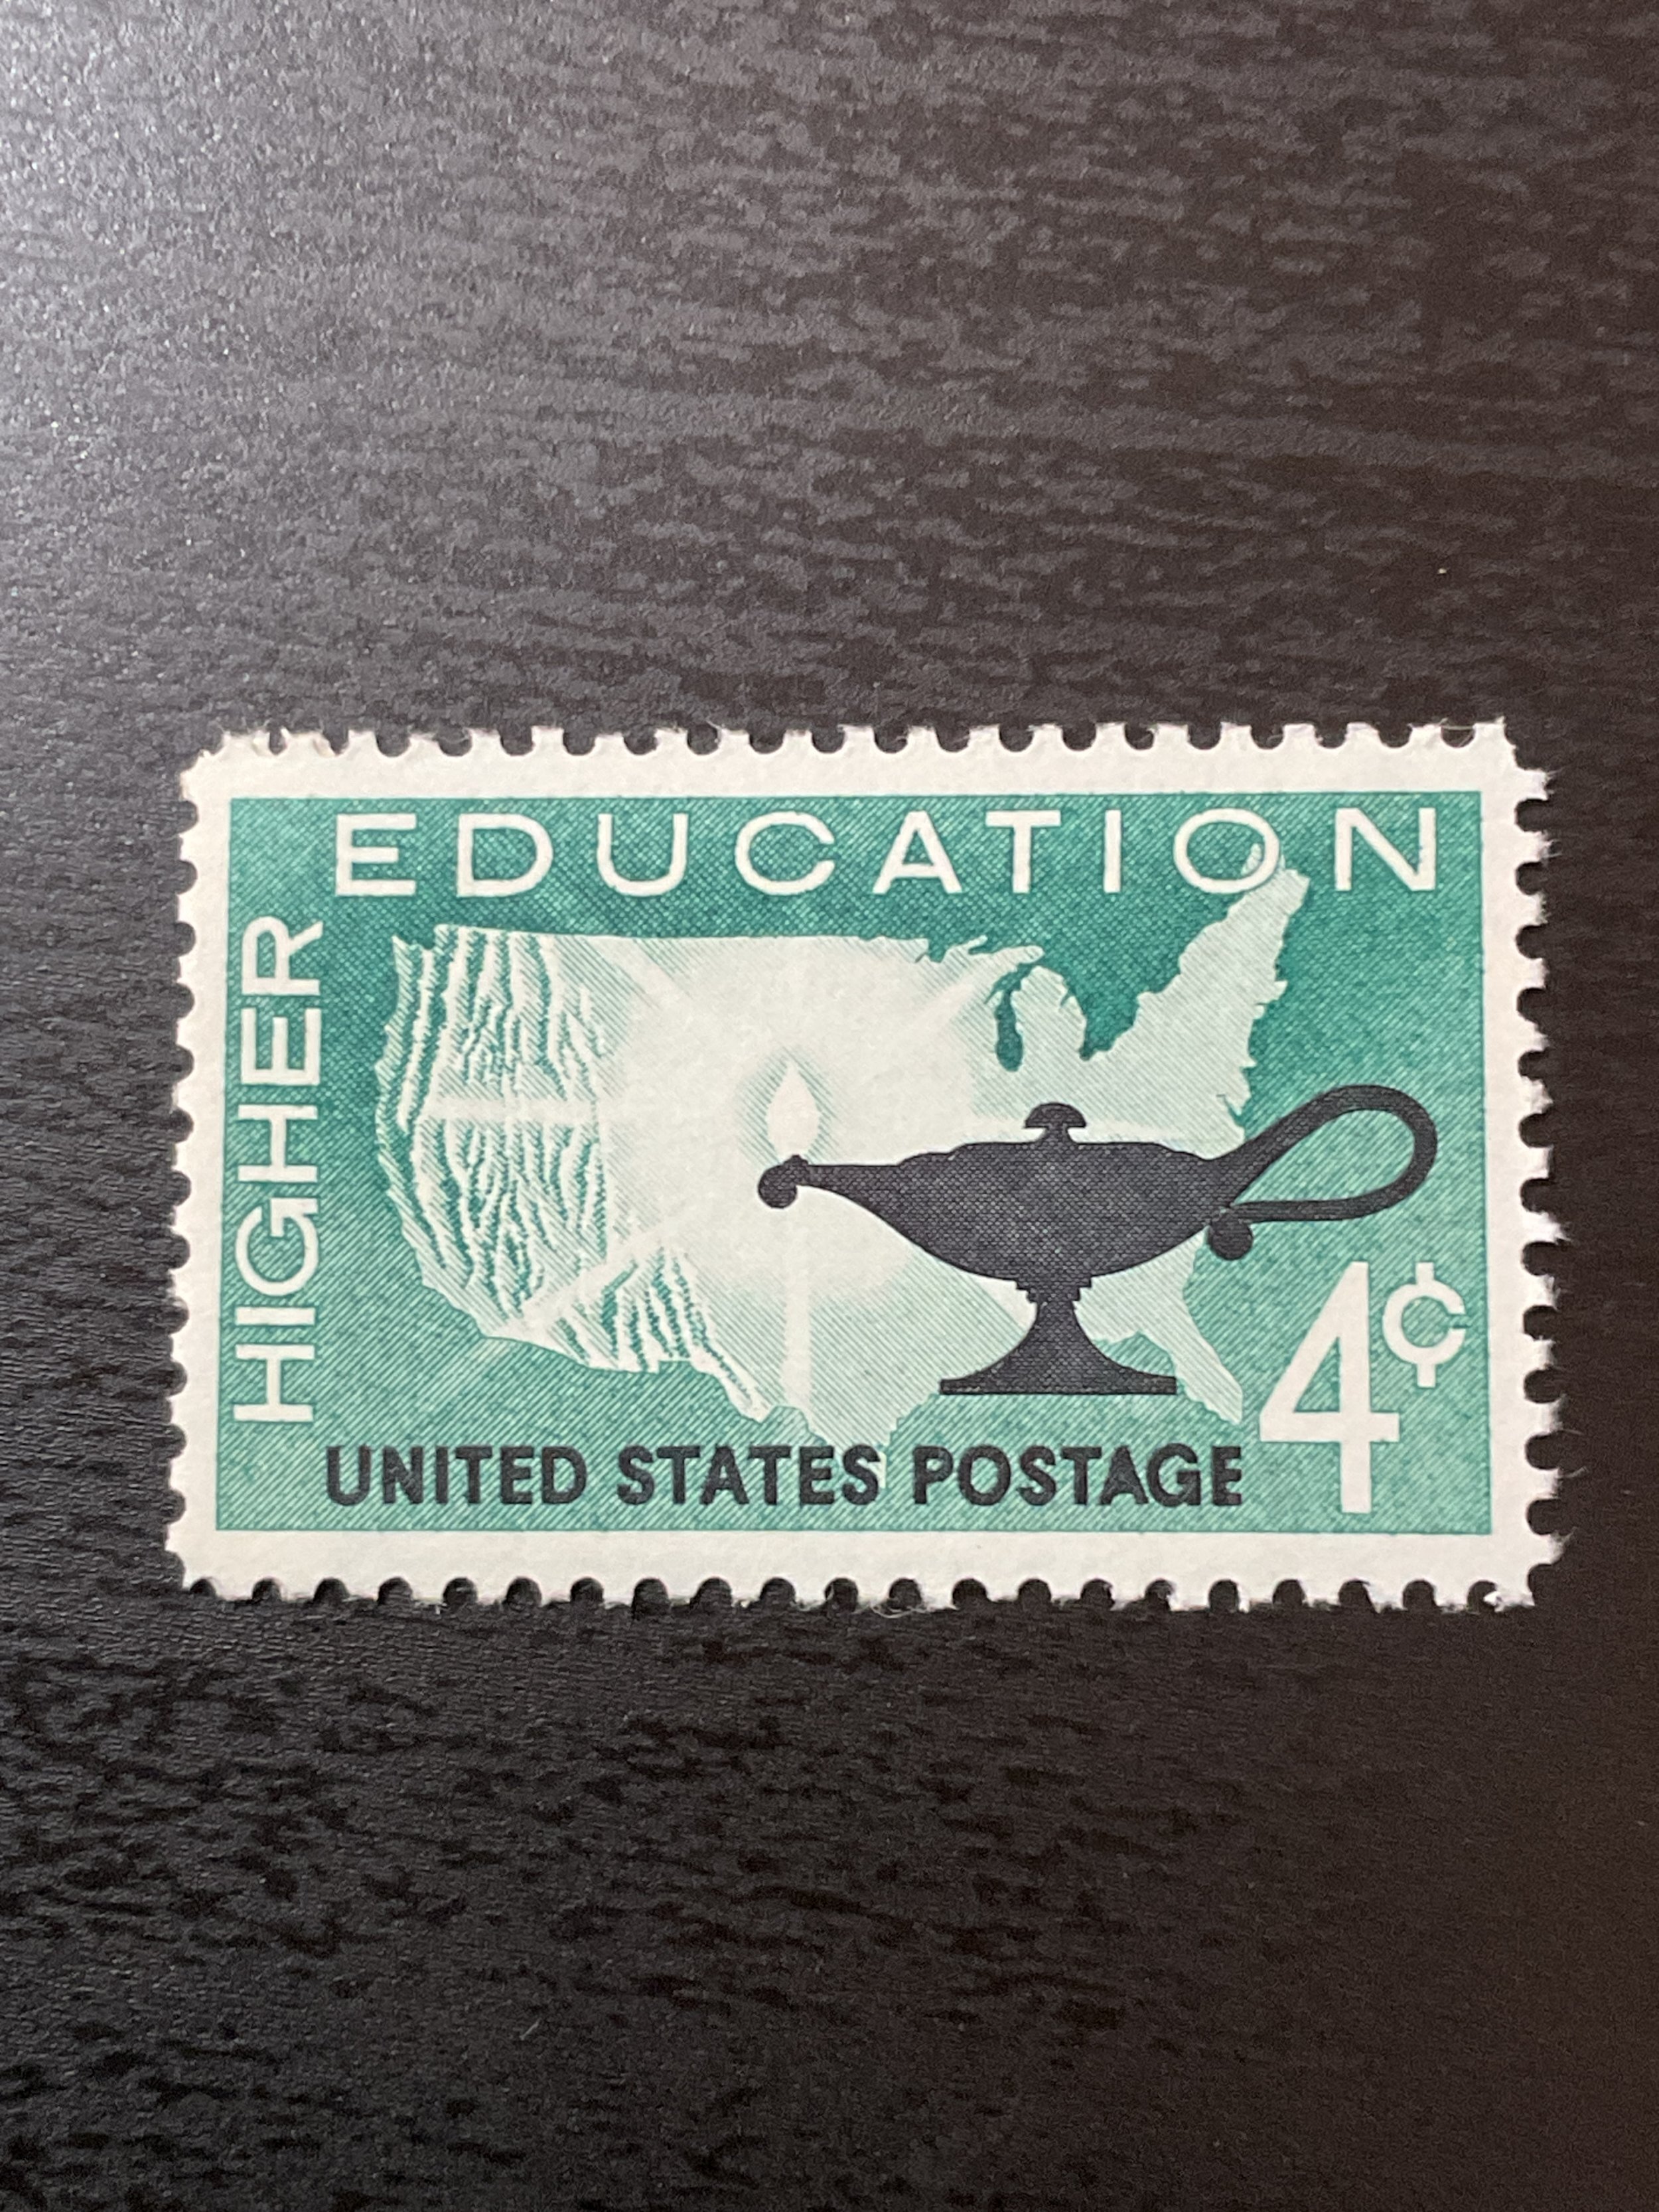 HIGHER
EDUCATION
4¢
UNITED STATES POSTAGE